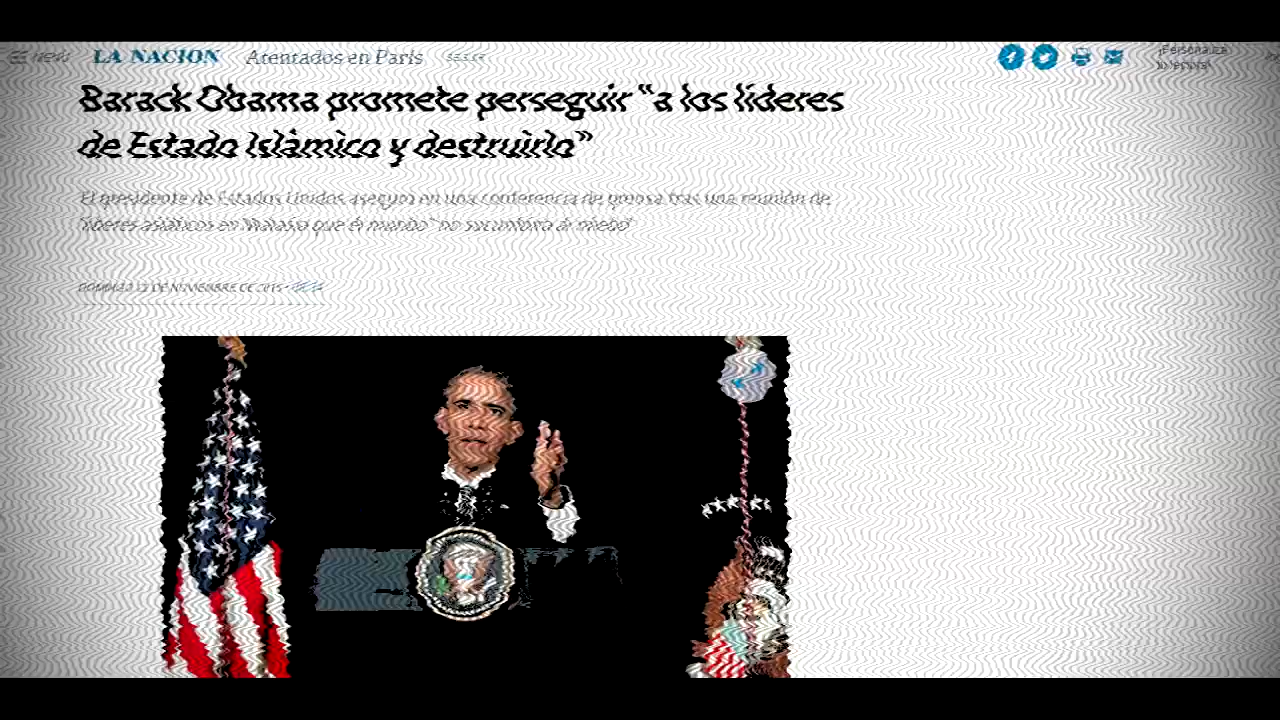 MENÚ LA NACION Atentados en París SEGUIR
Barack Obama promete perseguir "a los líderes
de Estado Islámico y destruirlo"
El presidente de Estados Unidos aseguró en una conferencia de prensa tras una reunión de
líderes asiáticos en Malasia que el mundo "no sucumbirá al miedo"
DOMINGO 22 DE NOVIEMBRE DE 2015 •